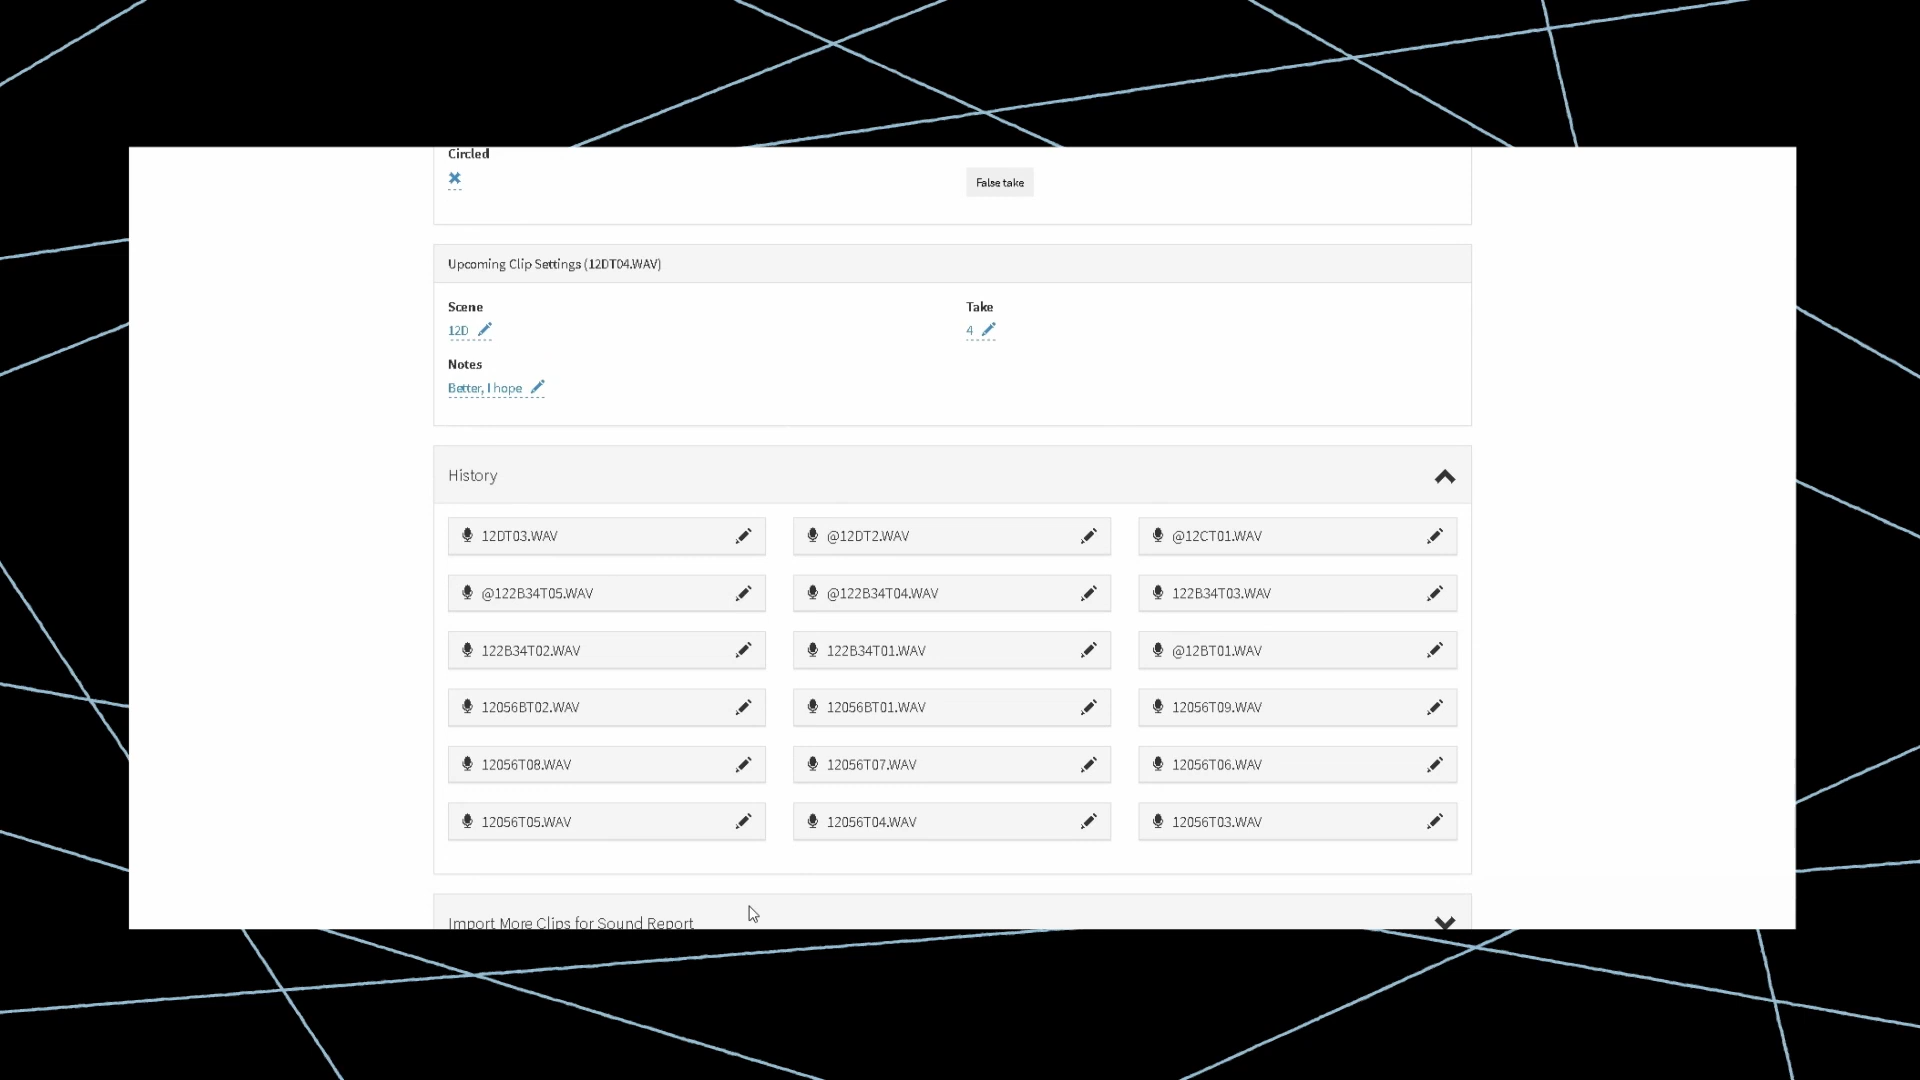 Circled
False take
Upcoming Clip Settings (12DT04.WAV)
Scene
Take
12D
4
Notes
Better, I hope
History
12DT03.WAV
@12DT2.WAV
@12CT01.WAV
@122B34T05.WAV
@122B34T04.WAV
122B34T03.WAV
122B34T02.WAV
122B34T01.WAV
@12BT01.WAV
12056BT02.WAV
12056BT01.WAV
12056T09.WAV
12056T08.WAV
12056T07.WAV
12056T06.WAV
12056T05.WAV
12056T04.WAV
12056T03.WAV
Import More Clips for Sound Report